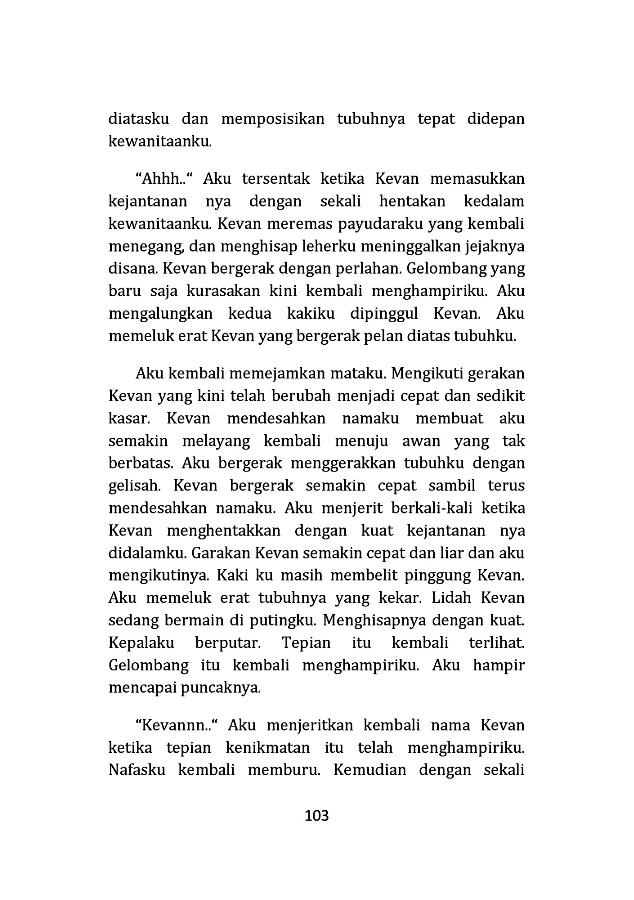 diatasku dan memposisikan tubuhnya tepat didepan
kewanitaanku.
“Ahhh..“ Aku tersentak ketika Kevan memasukkan
kejantanan nya dengan sekali hentakan kedalam
kewanitaanku. Kevan meremas payudaraku yang kembali
menegang, dan menghisap leherku meninggalkan jejaknya
disana. Kevan bergerak dengan perlahan. Gelombang yang
baru saja kurasakan kini kembali menghampiriku. Aku
mengalungkan kedua kakiku dipinggul Kevan. Aku
memeluk erat Kevan yang bergerak pelan diatas tubuhku.
Aku kembali memejamkan mataku. Mengikuti gerakan
Kevan yang kini telah berubah menjadi cepat dan sedikit
kasar. Kevan mendesahkan namaku membuat aku
semakin melayang kembali menuju awan yang tak
berbatas. Aku bergerak menggerakkan tubuhku dengan
gelisah. Kevan bergerak semakin cepat sambil terus
mendesahkan namaku. Aku menjerit berkali-kali ketika
Kevan menghentakkan dengan kuat kejantanan nya
didalamku. Garakan Kevan semakin cepat dan liar dan aku
mengikutinya. Kaki ku masih membelit pinggung Kevan.
Aku memeluk erat tubuhnya yang kekar. Lidah Kevan
sedang bermain di putingku. Menghisapnya dengan kuat.
Kepalaku berputar. Tepian itu kembali terlihat.
Gelombang itu kembali menghampiriku. Aku hampir
mencapai puncaknya.
“Kevannn..“ Aku menjeritkan kembali nama Kevan
ketika tepian kenikmatan itu telah menghampiriku.
Nafasku kembali memburu. Kemudian dengan sekali
103